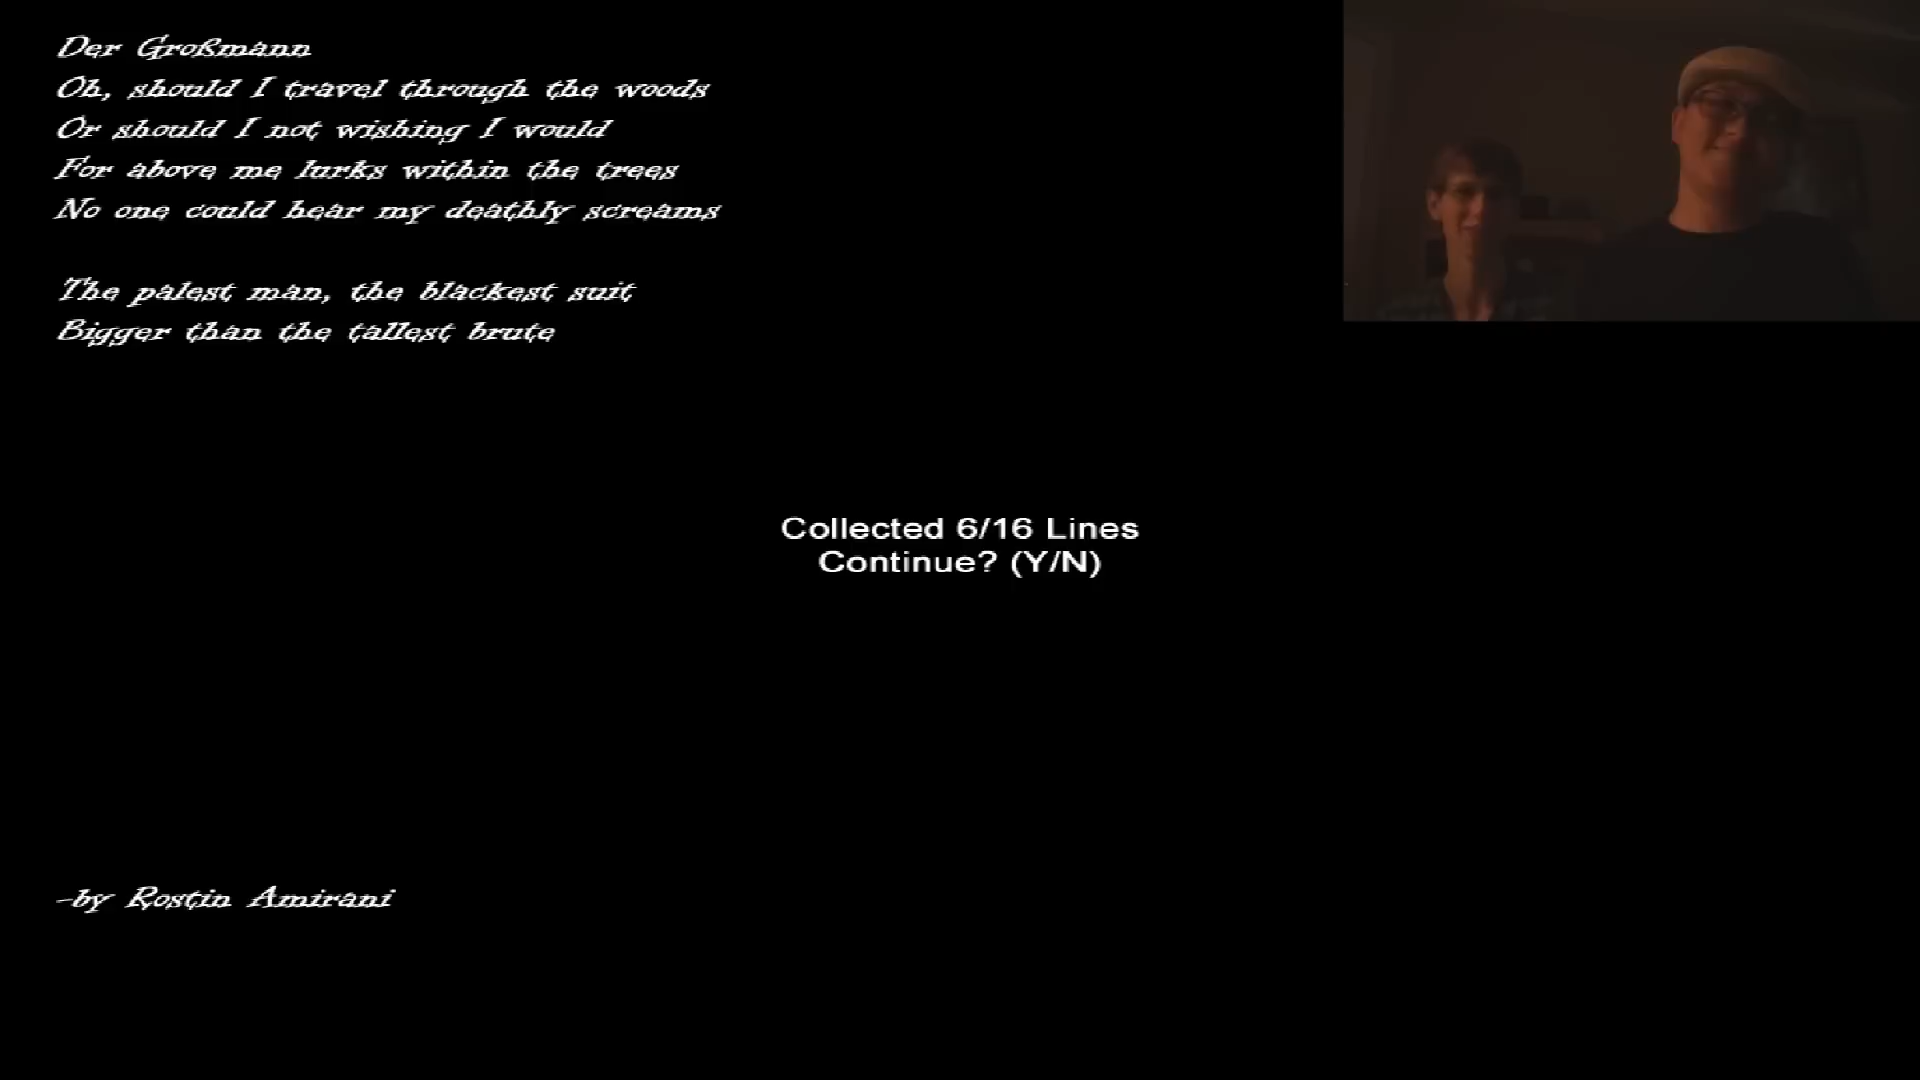 Der Großmann
Oh, should I travel through the woods
Or should I not wishing I would
For above me lurks within the trees
No one could hear my deathly screams
The palest man, the blackest suit
Bigger than the tallest brute
Collected 6/16 Lines
Continue? (Y/N)
-by Rostin Amirani